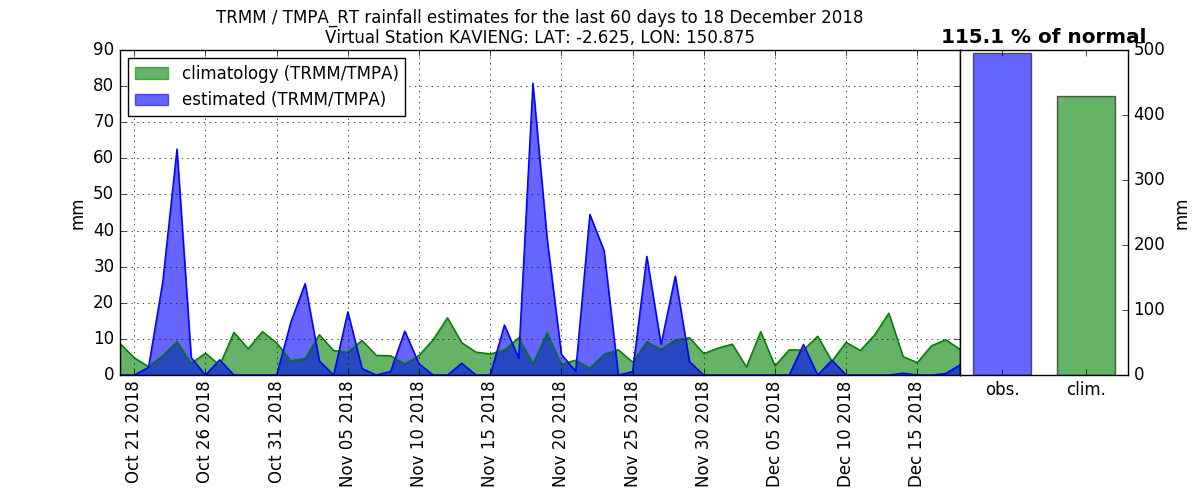 TRMM / TMPA_RT rainfall estimates for the last 60 days to 18 December 2018
Virtual Station KAVIENG: LAT: -2.625, LON: 150.875
115.1 % of normal
climatology (TRMM/TMPA)
estimated (TRMM/TMPA)
90
80
70
60
50
40
30
20
10
0
mm
Oct 21 2018
Oct 26 2018
Oct 31 2018
Nov 05 2018
Nov 10 2018
Nov 15 2018
Nov 20 2018
Nov 25 2018
Nov 30 2018
Dec 05 2018
Dec 10 2018
Dec 15 2018
obs.
clim.
500
400
300
200
100
0
mm